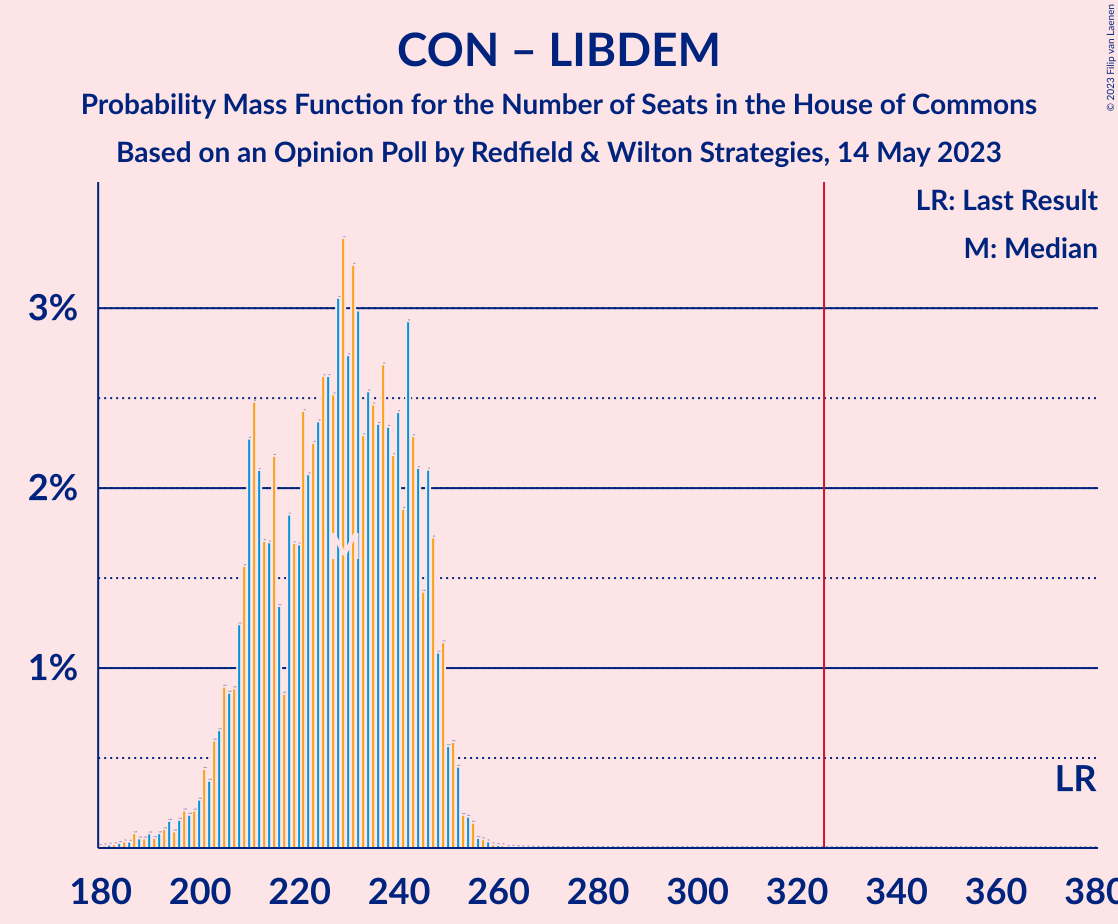 CON – LIBDEM
Probability Mass Function for the Number of Seats in the House of Commons
Based on an Opinion Poll by Redfield & Wilton Strategies, 14 May 2023
© 2023 Filip van Laenen
LR: Last Result
M: Median
3%
2%
1%
M
LR
180 200 220 240 260 280 300 320 340 360 380